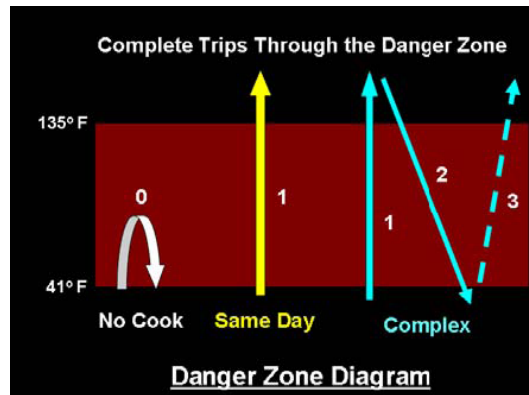 Complete Trips Through the Danger Zone
135° F
0
1
1
2
3
41° F
No Cook
Same Day
Complex
Danger Zone Diagram